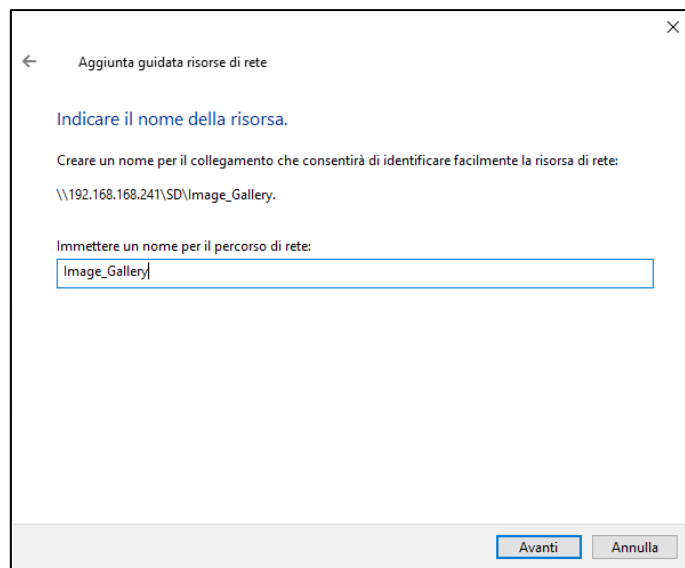 Aggiunta guidata risorse di rete
Indicare il nome della risorsa.
Creare un nome per il collegamento che consentirà di identificare facilmente la risorsa di rete:
\\192.168.168.241\SD\Image_Gallery.
Immettere un nome per il percorso di rete:
Image_Gallery
Avanti
Annulla